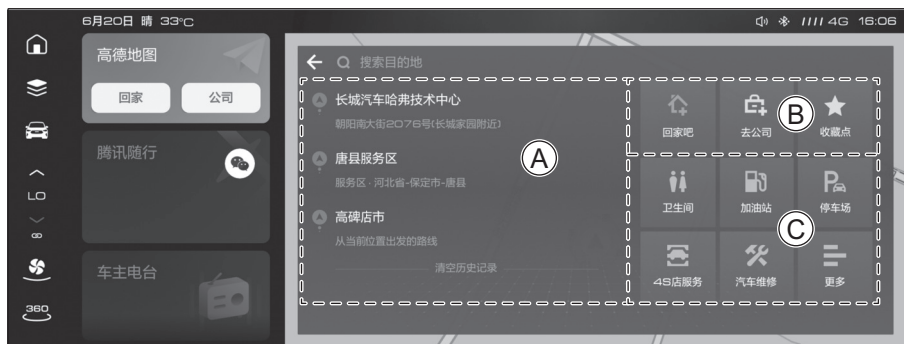 6月20日 晴 33℃
4G 16:06
高德地图
回家 公司
腾讯随行
LO
车主电台
360
搜索目的地
长城汽车哈弗技术中心
朝阳南大街2076号(长城家园附近)
唐县服务区
服务区·河北省-保定市-唐县
高碑店市
从当前位置出发的路线
清空历史记录
A
回家吧 去公司 收藏点
B
卫生间 加油站 停车场
C
4S店服务 汽车维修 更多